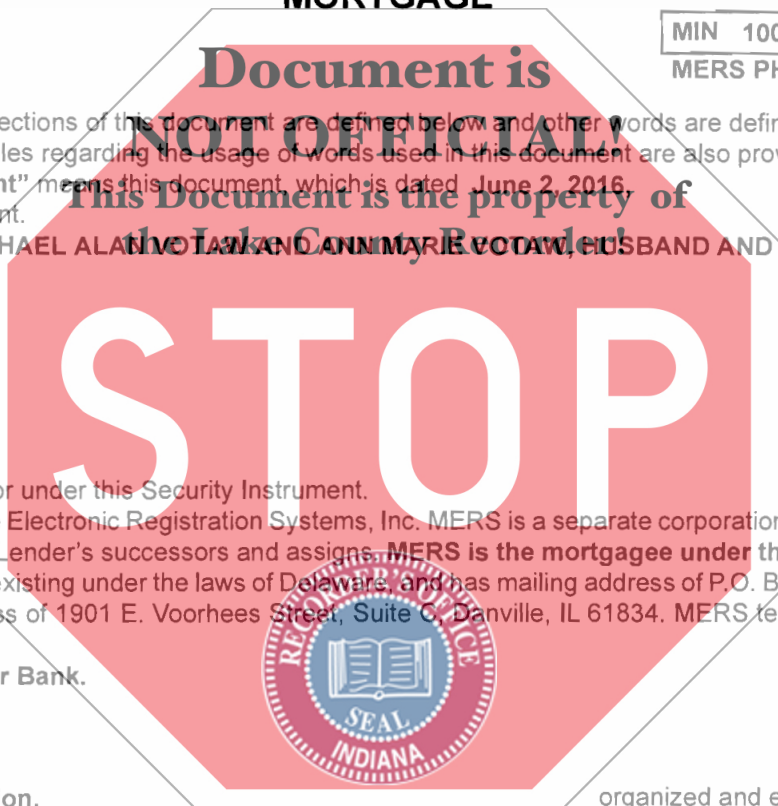 MORTGAGE
MIN 100
MERS PH
Document is
NOT OFFICIAL!
This Document is the property of
the Lake County Recorder!
ections of this document are defined below and other words are defin
les regarding the usage of words used in this document are also prov
nt” means this document, which is dated June 2, 2016,
nt.
HAEL ALAN VOTAW AND ANN MARIE VOTAW, HUSBAND AND
STOP
or under this Security Instrument.
Electronic Registration Systems, Inc. MERS is a separate corporation
Lender’s successors and assigns. MERS is the mortgagee under th
existing under the laws of Delaware, and has mailing address of P.O. B
ss of 1901 E. Voorhees Street, Suite C, Danville, IL 61834. MERS te
r Bank.
RECORDER'S OFFICE
SEAL
INDIANA
on.
organized and e